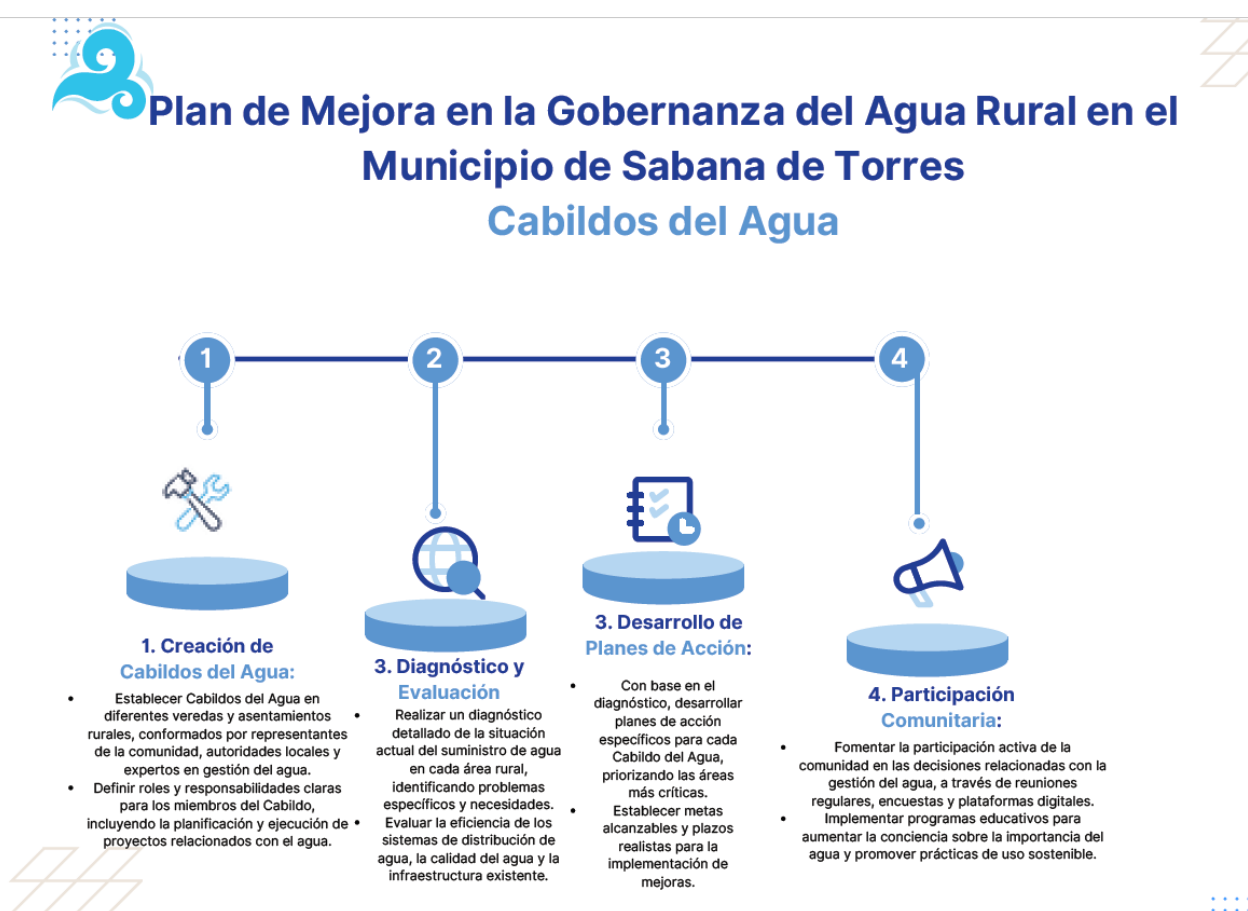 Plan de Mejora en la Gobernanza del Agua Rural en el
Municipio de Sabana de Torres
Cabildos del Agua
1
2
3
4
1. Creación de
Cabildos del Agua:
• Establecer Cabildos del Agua en
diferentes veredas y asentamientos
rurales, conformados por representantes
de la comunidad, autoridades locales y
expertos en gestión del agua.
• Definir roles y responsabilidades claras
para los miembros del Cabildo,
incluyendo la planificación y ejecución de
proyectos relacionados con el agua.
3. Diagnóstico y
Evaluación
• Realizar un diagnóstico
detallado de la situación
actual del suministro de agua
en cada área rural,
identificando problemas
específicos y necesidades.
• Evaluar la eficiencia de los
sistemas de distribución de
agua, la calidad del agua y la
infraestructura existente.
3. Desarrollo de
Planes de Acción:
• Con base en el
diagnóstico, desarrollar
planes de acción
específicos para cada
Cabildo del Agua,
priorizando las áreas
más críticas.
• Establecer metas
alcanzables y plazos
realistas para la
implementación de
mejoras.
4. Participación
Comunitaria:
• Fomentar la participación activa de la
comunidad en las decisiones relacionadas con la
gestión del agua, a través de reuniones
regulares, encuestas y plataformas digitales.
• Implementar programas educativos para
aumentar la conciencia sobre la importancia del
agua y promover prácticas de uso sostenible.